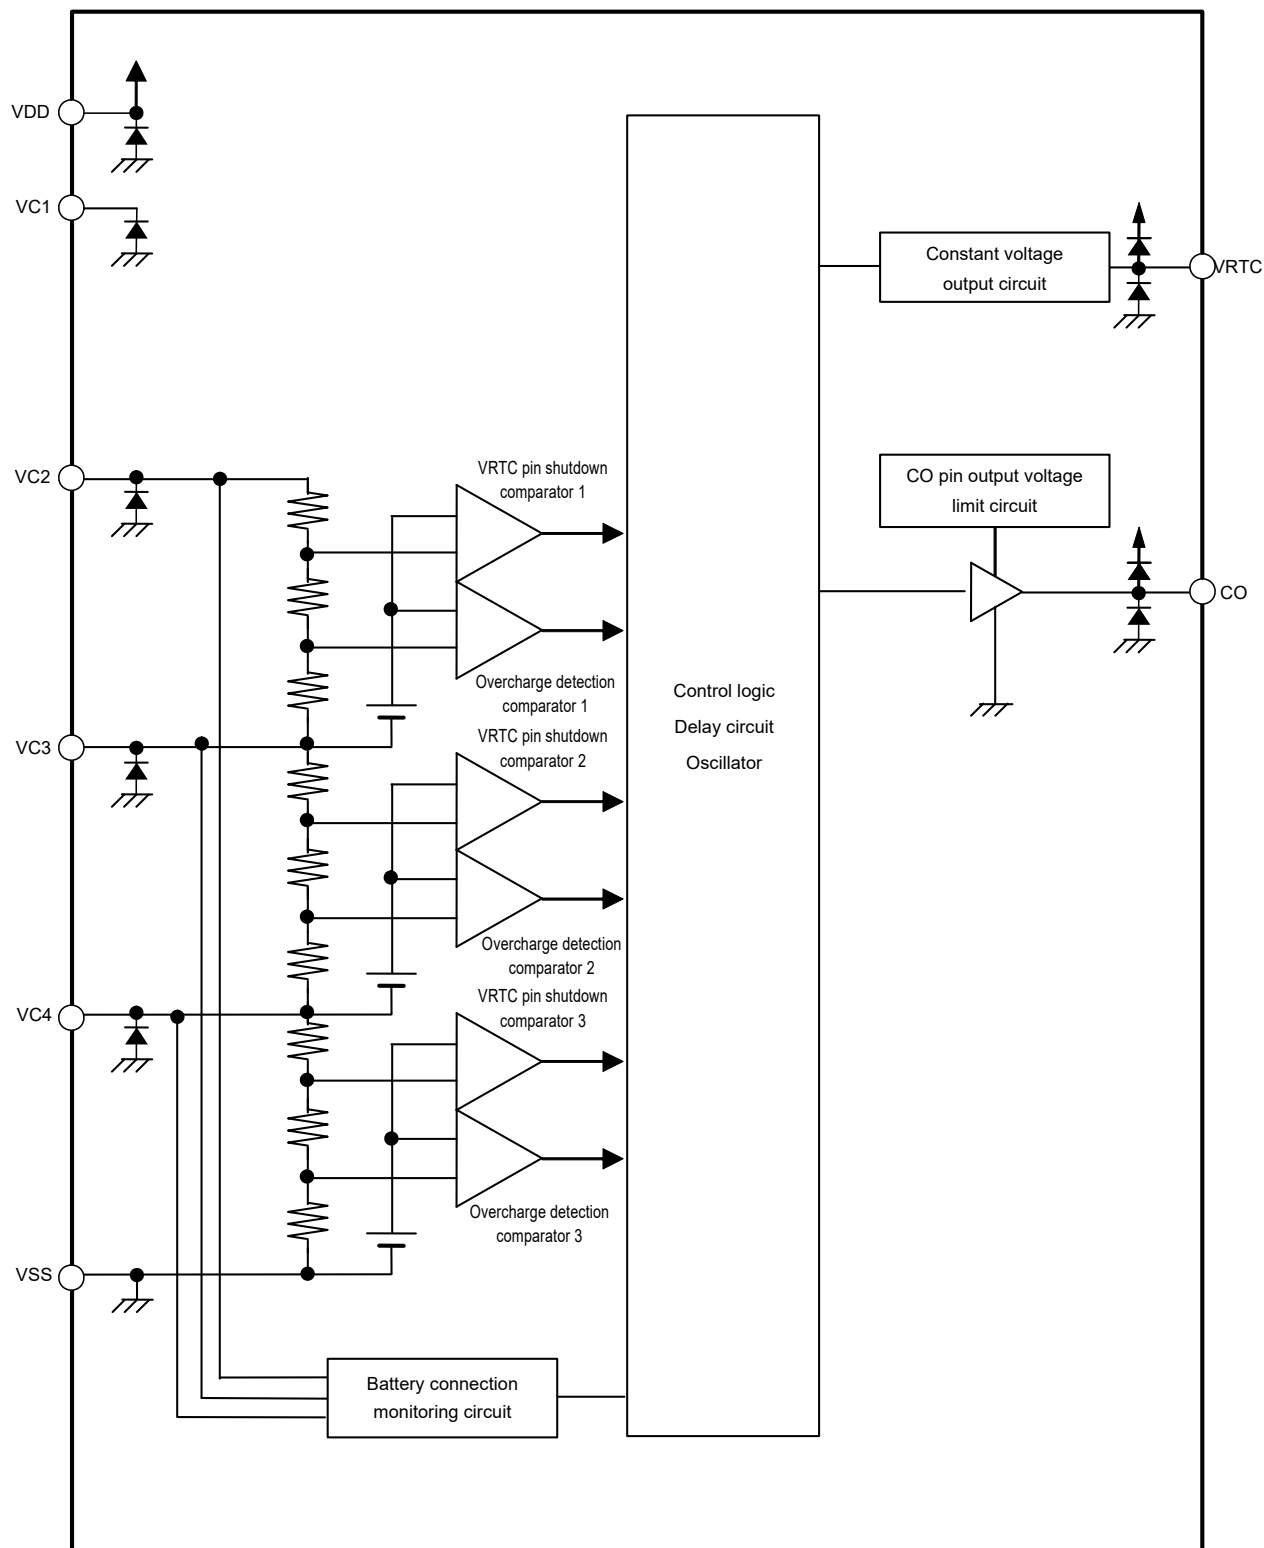 VDD
VC1
Constant voltage
output circuit
VRTC
VC2
VRTC pin shutdown
comparator 1
CO pin output voltage
limit circuit
CO
Overcharge detection
comparator 1
Control logic
Delay circuit
Oscillator
VC3
VRTC pin shutdown
comparator 2
Overcharge detection
comparator 2
VC4
VRTC pin shutdown
comparator 3
Overcharge detection
comparator 3
VSS
Battery connection
monitoring circuit